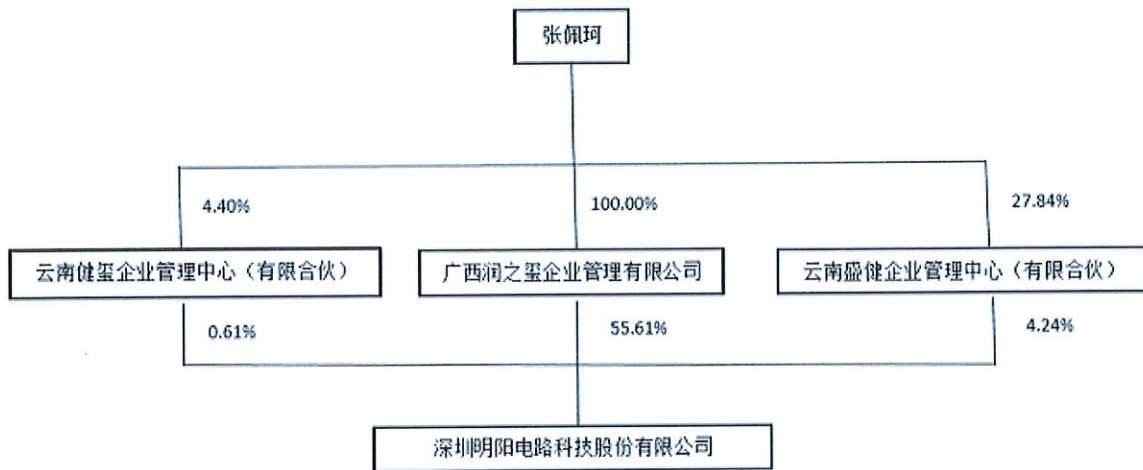 张佩珂
4.40%
100.00%
27.84%
云南健玺企业管理中心（有限合伙）
广西润之玺企业管理有限公司
云南盛健企业管理中心（有限合伙）
0.61%
55.61%
4.24%
深圳明阳电路科技股份有限公司